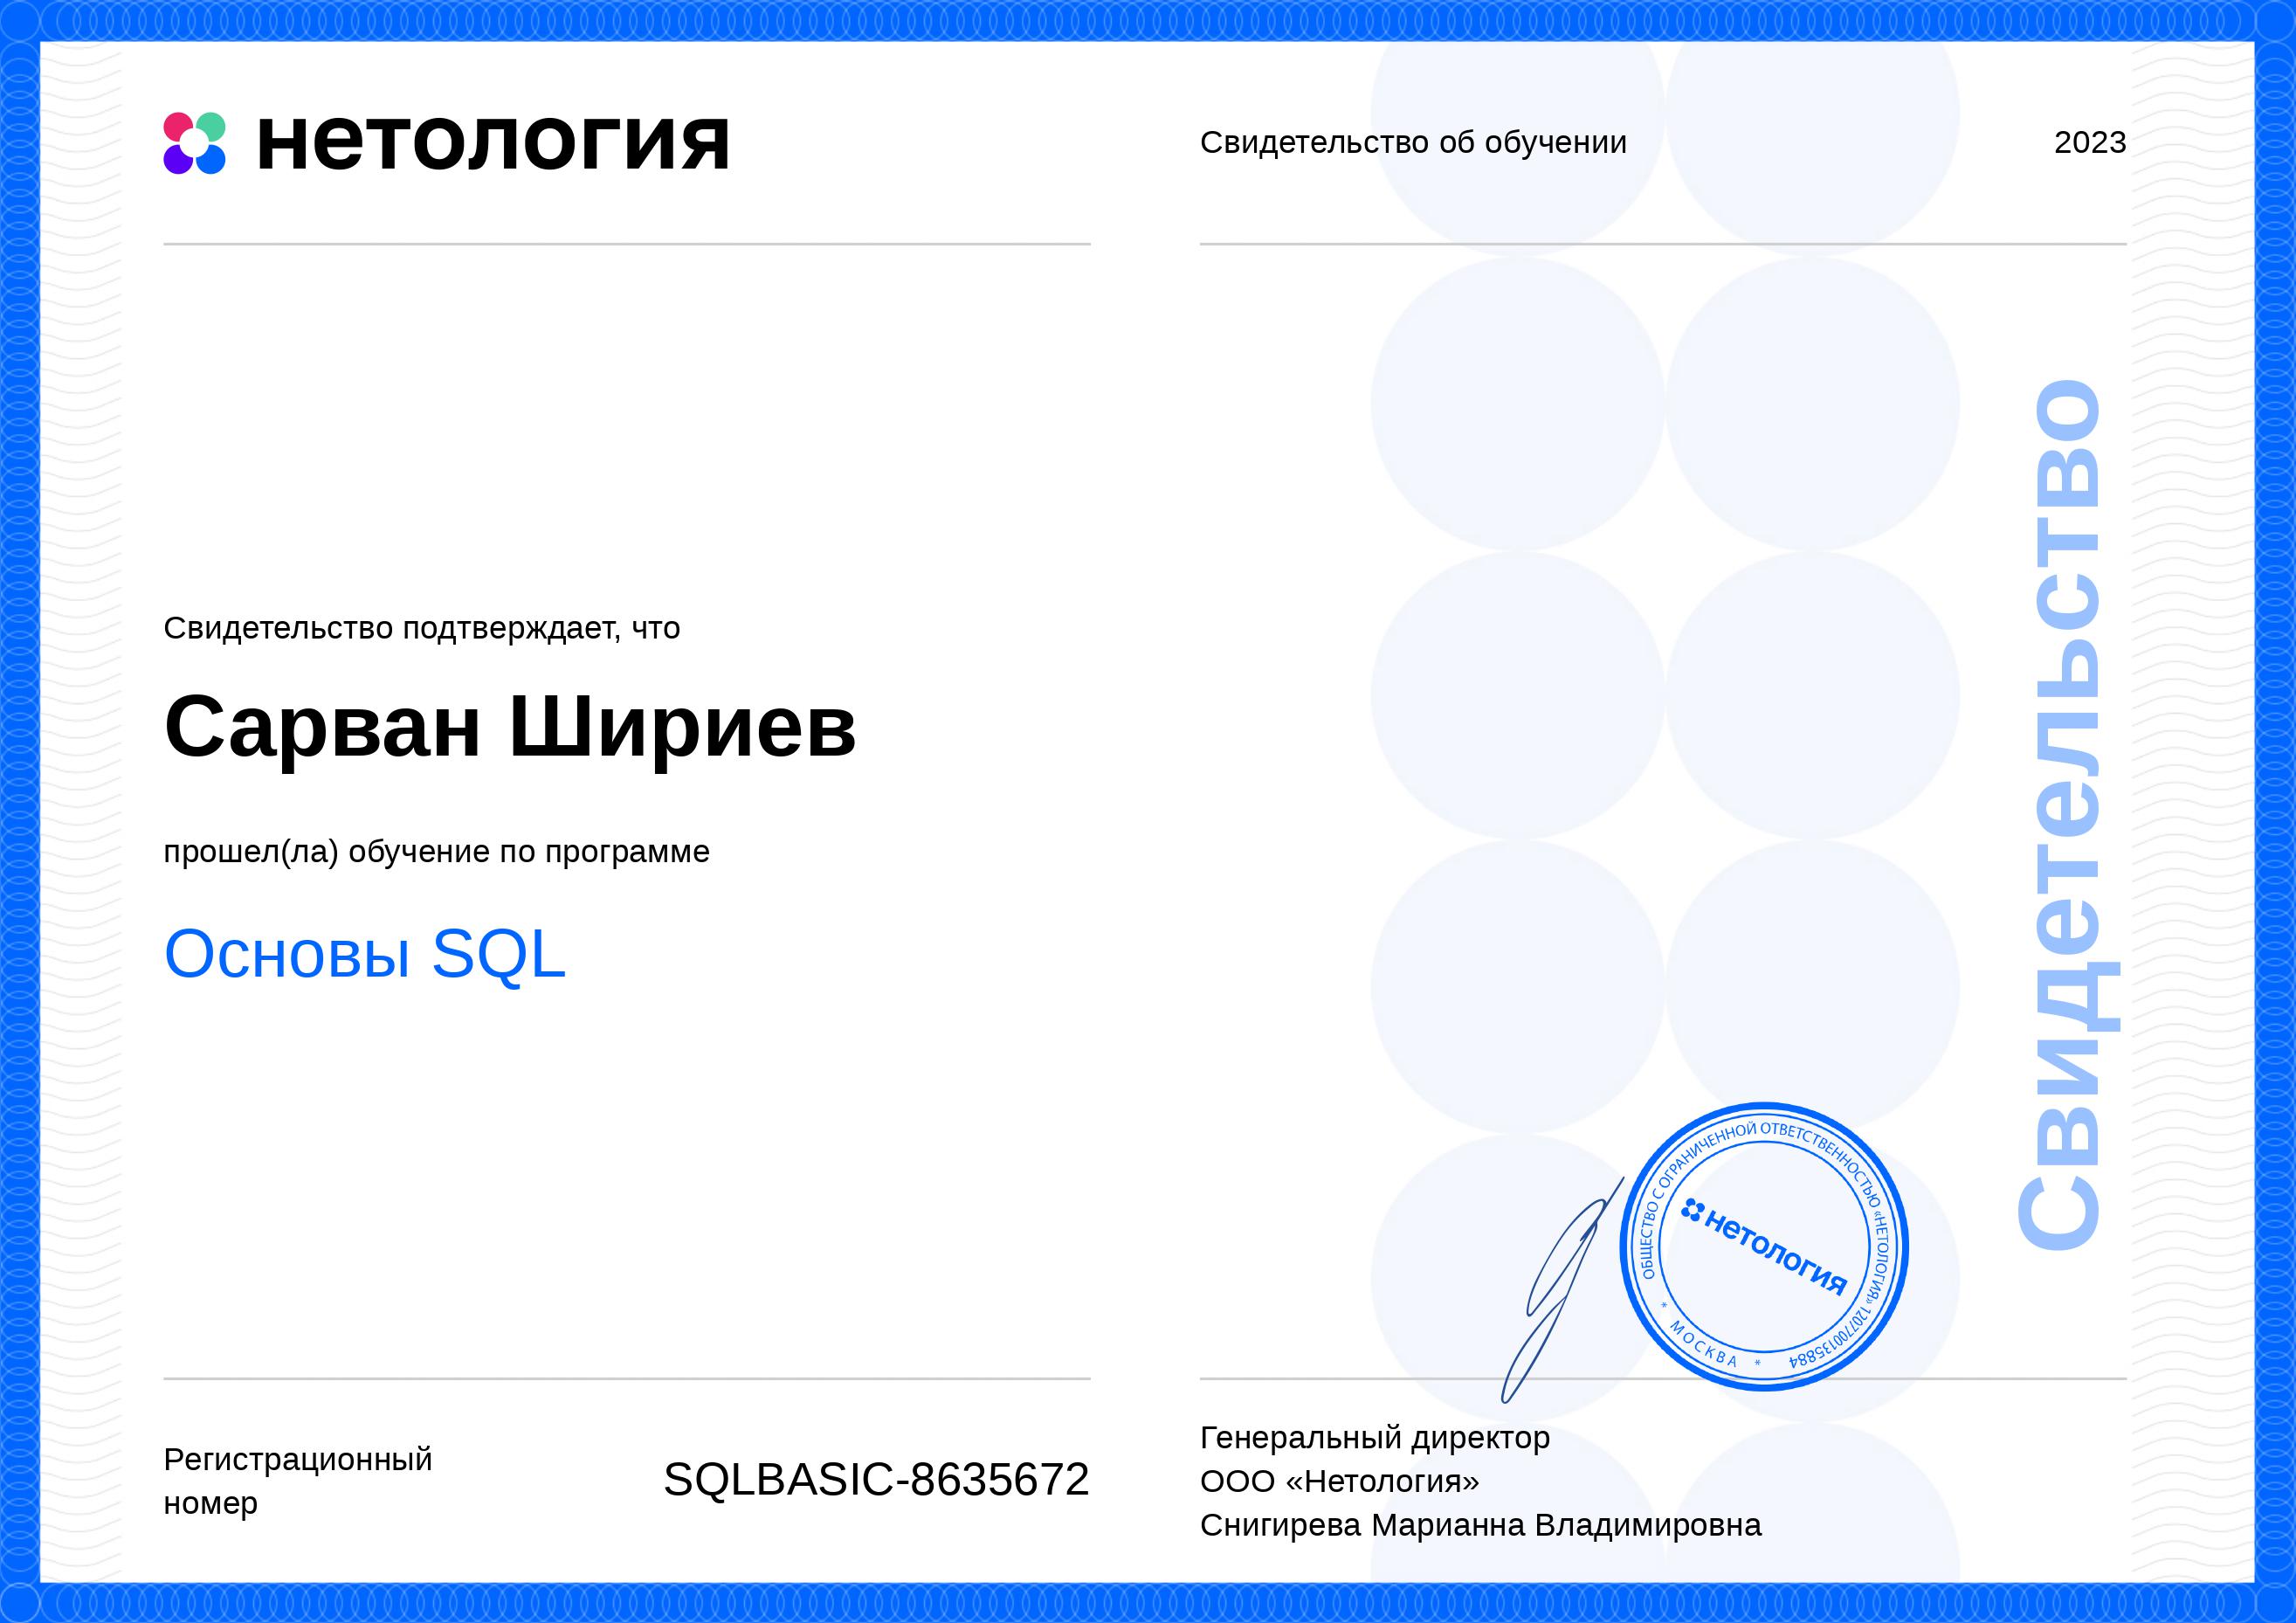 нетология
Свидетельство об обучении
2023
Свидетельство подтверждает, что
Сарван Шириев
прошел(ла) обучение по программе
Основы SQL
Свидетельство
ОБЩЕСТВО С ОГРАНИЧЕННОЙ ОТВЕТСТВЕННОСТЬЮ «НЕТОЛОГИЯ» 1207700135884
* МОСКВА *
нетология
Регистрационный
номер
SQLBASIC-8635672
Генеральный директор
ООО «Нетология»
Снигирева Марианна Владимировна